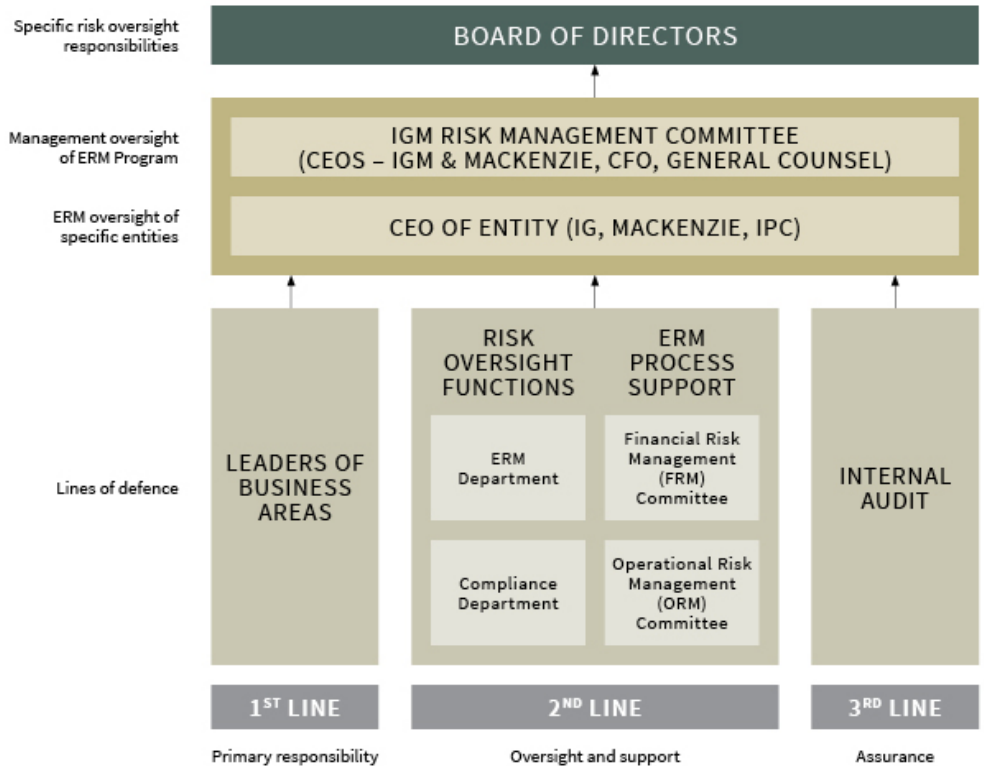 Specific risk oversight
responsibilities
BOARD OF DIRECTORS
Management oversight
of ERM Program
IGM RISK MANAGEMENT COMMITTEE
(CEOS – IGM & MACKENZIE, CFO, GENERAL COUNSEL)
ERM oversight of
specific entities
CEO OF ENTITY (IG, MACKENZIE, IPC)
Lines of defence
LEADERS OF
BUSINESS
AREAS
RISK
OVERSIGHT
FUNCTIONS
ERM
Department
Compliance
Department
ERM
PROCESS
SUPPORT
Financial Risk
Management
(FRM)
Committee
Operational Risk
Management
(ORM)
Committee
INTERNAL
AUDIT
1ST LINE
2ND LINE
3RD LINE
Primary responsibility
Oversight and support
Assurance